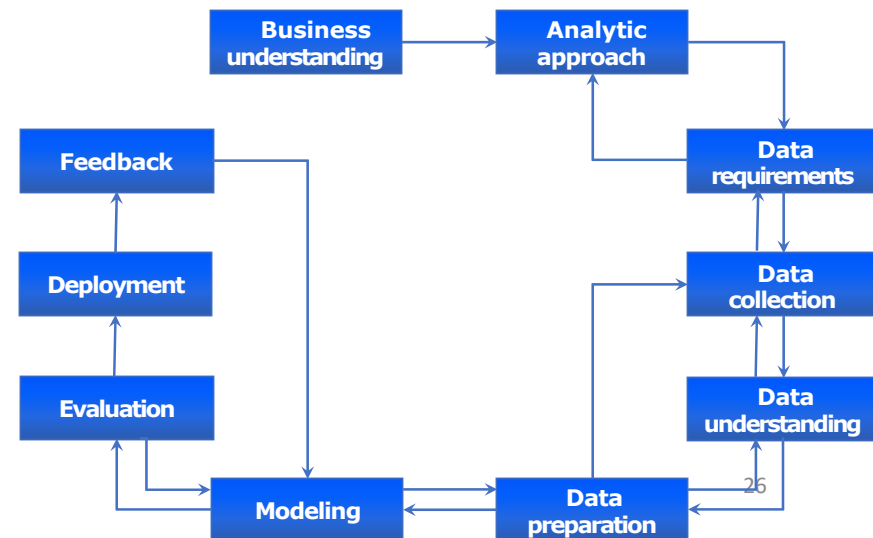 Business
understanding
Analytic
approach
Feedback
Data
requirements
Deployment
Data
collection
Evaluation
Data
understanding
26
Modeling
Data
preparation